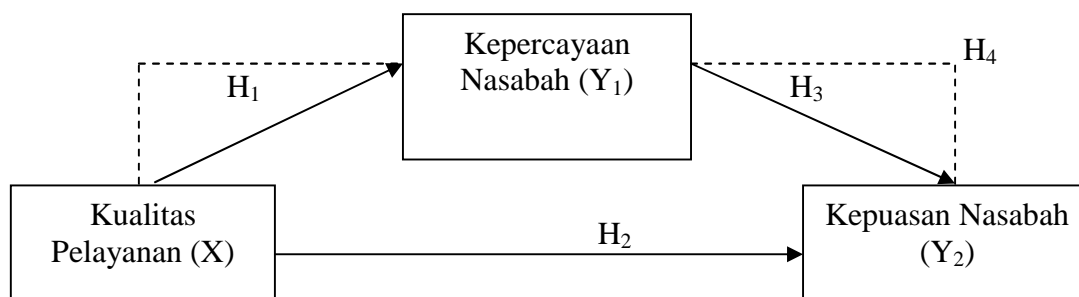 Kepercayaan
Nasabah (Y₁)
H₄
H₁
H₃
Kualitas
Pelayanan (X)
H₂
Kepuasan Nasabah
(Y₂)